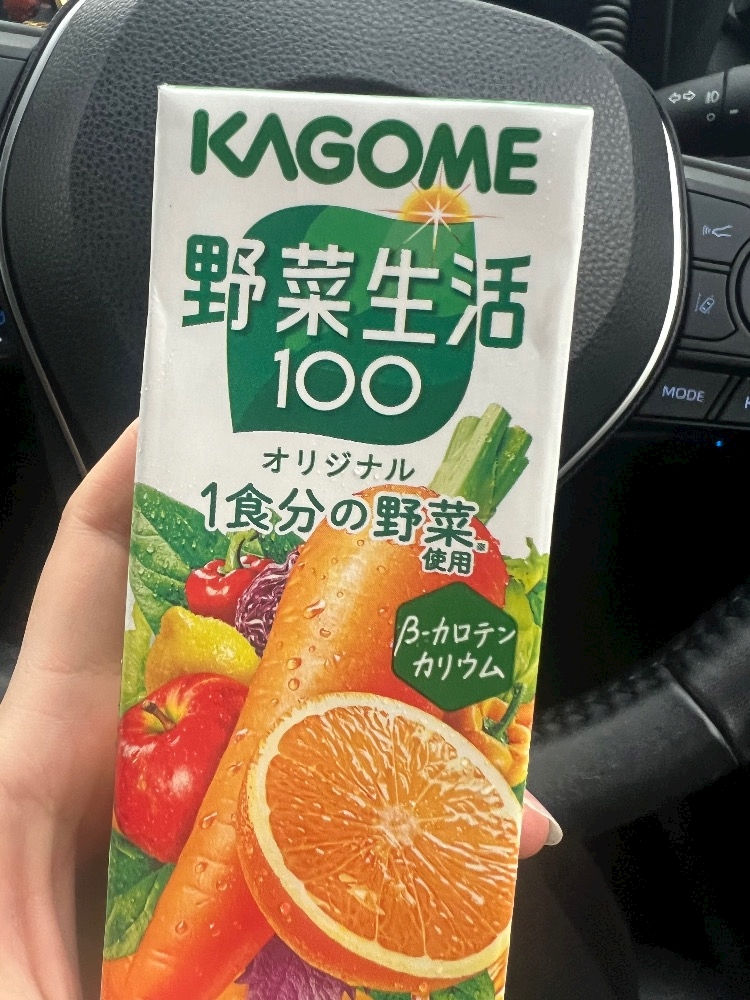 KAGOME
野菜生活
100
オリジナル
1食分の野菜※
使用
β-カロテン
カリウム
MODE